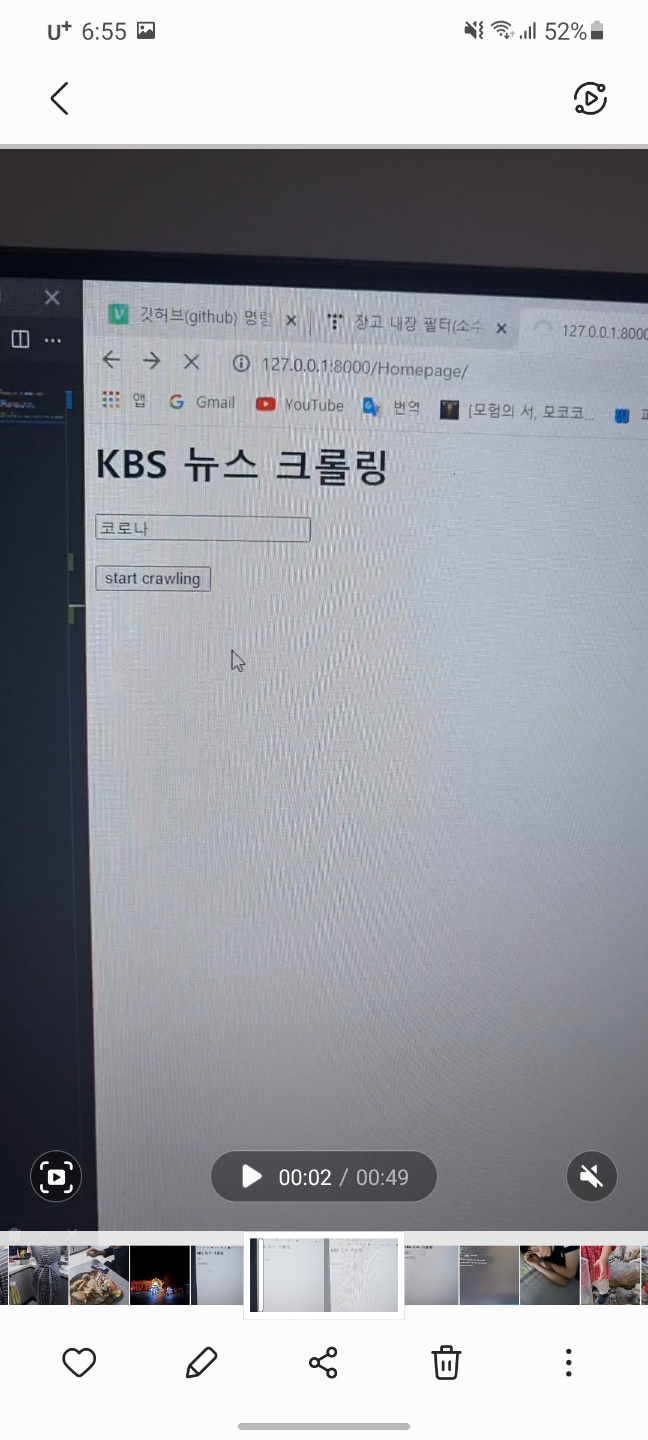 U+ 6:55 52%
깃허브(github) 명령
장고 내장 필터(소수
127.0.0.1:8000
127.0.0.1:8000/Homepage/
앱 Gmail YouTube 번역 [모험의 서, 모코코...
KBS 뉴스 크롤링
코로나
start crawling
00:02 / 00:49